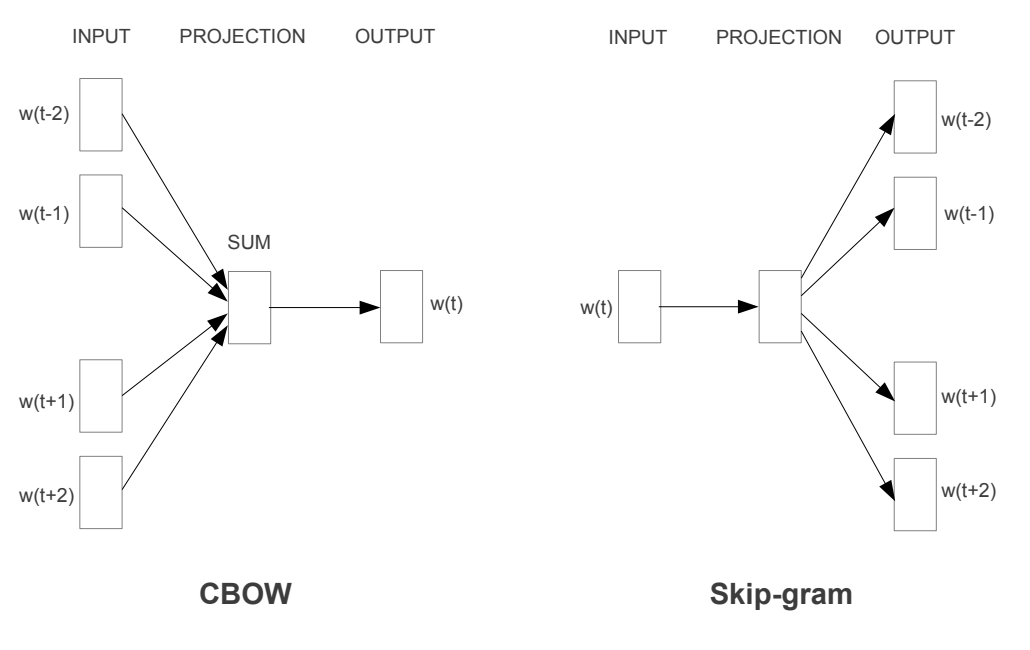 INPUT PROJECTION OUTPUT
w(t-2)
w(t-1)
SUM
w(t)
w(t+1)
w(t+2)
CBOW
INPUT PROJECTION OUTPUT
w(t-2)
w(t-1)
w(t)
w(t+1)
w(t+2)
Skip-gram